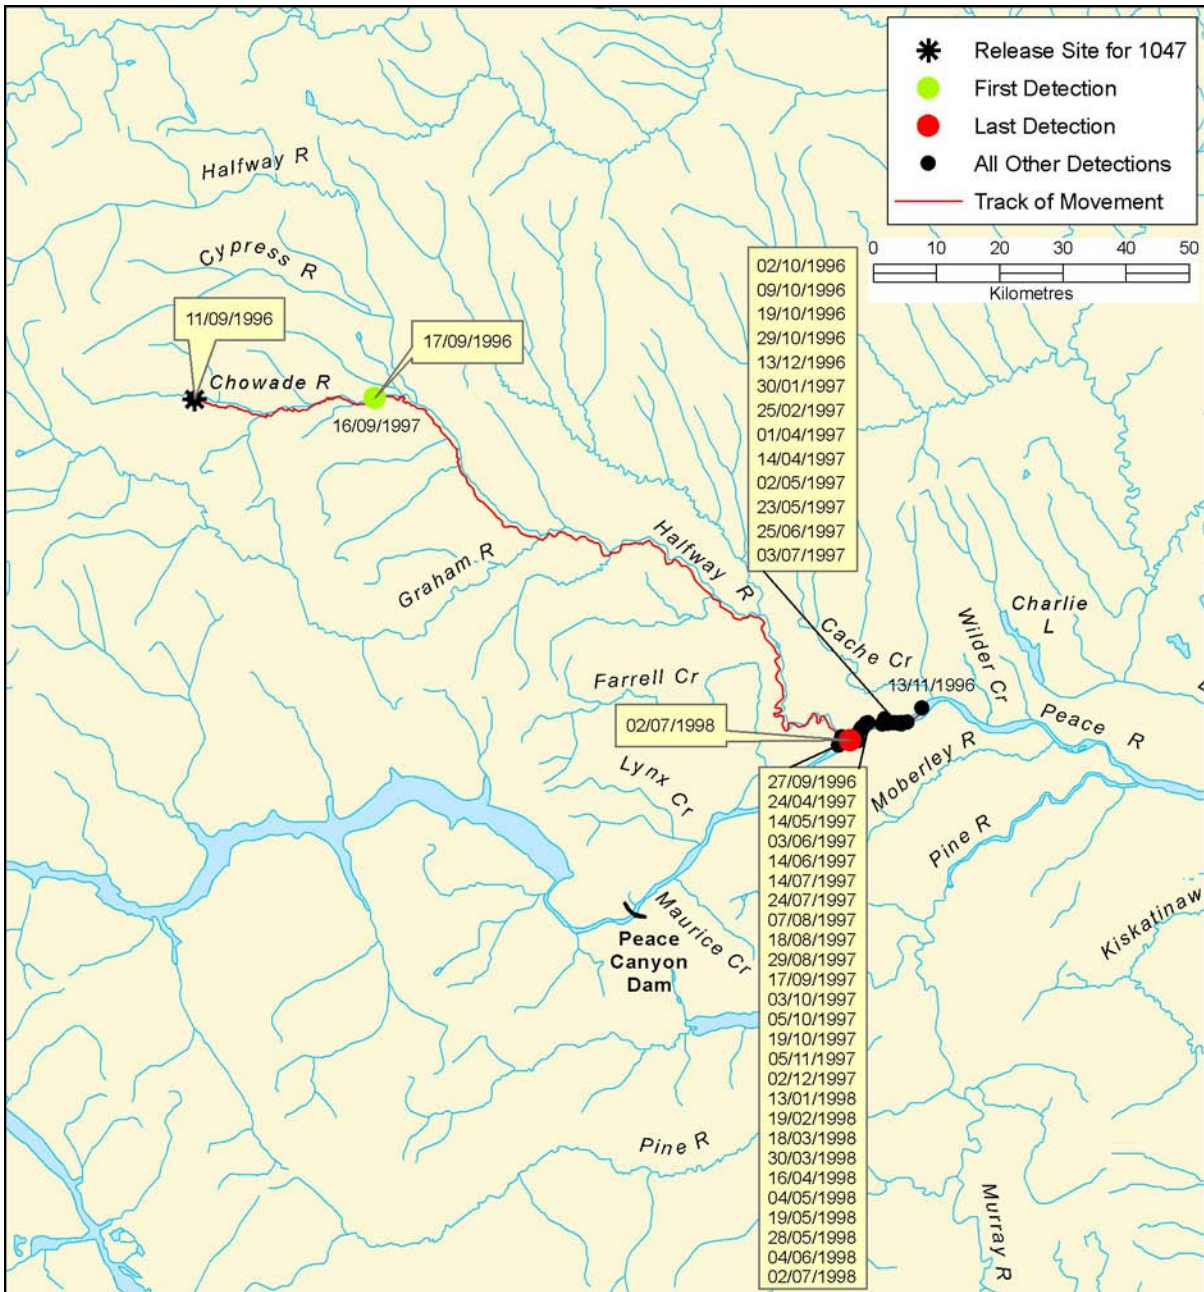 Release Site for 1047
First Detection
Last Detection
All Other Detections
Track of Movement
0 10 20 30 40 50
Kilometres
Halfway R
Cypress R
11/09/1996
17/09/1996
Chowade R
16/09/1997
02/10/1996
09/10/1996
19/10/1996
29/10/1996
13/12/1996
30/01/1997
25/02/1997
01/04/1997
14/04/1997
02/05/1997
23/05/1997
25/06/1997
03/07/1997
Graham R
Halfway R
Charlie
L
Cache Cr
Wilder Cr
13/11/1996
Farrell Cr
02/07/1998
Peace R
Lynx Cr
Moberley R
Pine R
27/09/1996
24/04/1997
14/05/1997
03/06/1997
14/06/1997
14/07/1997
24/07/1997
07/08/1997
18/08/1997
29/08/1997
17/09/1997
03/10/1997
05/10/1997
19/10/1997
05/11/1997
02/12/1997
13/01/1998
19/02/1998
18/03/1998
30/03/1998
16/04/1998
04/05/1998
19/05/1998
28/05/1998
04/06/1998
02/07/1998
Maurice Cr
Peace
Canyon
Dam
Kiskatinaw
Pine R
Murray R